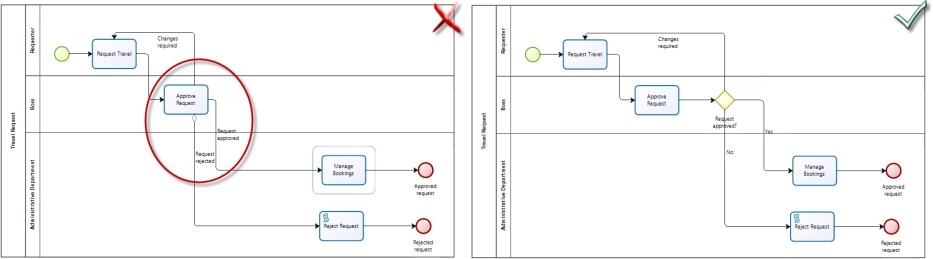 Travel Request
Requester
Boss
Administrative Department
Request Travel
Changes
required
Approve
Request
Request
approved
Request
rejected
Manage
Bookings
Approved
request
Reject Request
Rejected
request
Travel Request
Requester
Boss
Administrative Department
Request Travel
Changes
required
Approve
Request
Request
approved?
Yes
No
Manage
Bookings
Approved
request
Reject Request
Rejected
request